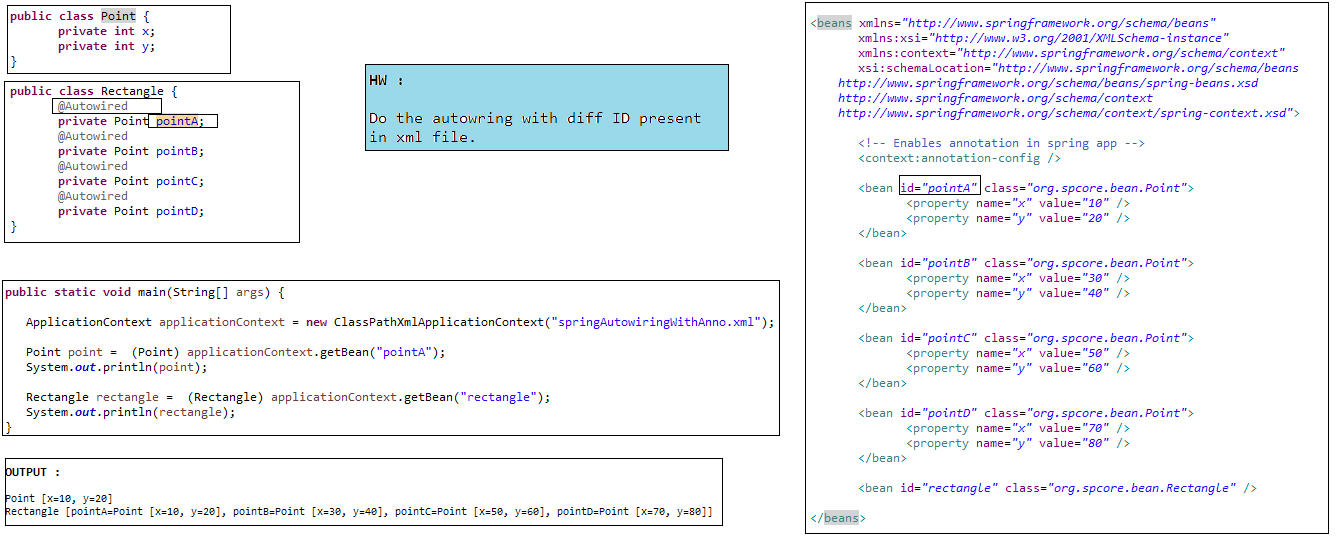 public class Point {
private int x;
private int y;
}
public class Rectangle {
@Autowired
private Point pointA;
@Autowired
private Point pointB;
@Autowired
private Point pointC;
@Autowired
private Point pointD;
}
HW :
Do the autowring with diff ID present
in xml file.
public static void main(String[] args) {
ApplicationContext applicationContext = new ClassPathXmlApplicationContext("springAutowiringWithAnno.xml");
Point point =  (Point) applicationContext.getBean("pointA");
System.out.println(point);
Rectangle rectangle =  (Rectangle) applicationContext.getBean("rectangle");
System.out.println(rectangle);
}
OUTPUT :
Point [x=10, y=20]
Rectangle [pointA=Point [x=10, y=20], pointB=Point [x=30, y=40], pointC=Point [x=50, y=60], pointD=Point [x=70, y=80]]
<beans xmlns="http://www.springframework.org/schema/beans"
xmlns:xsi="http://www.w3.org/2001/XMLSchema-instance"
xmlns:context="http://www.springframework.org/schema/context"
xsi:schemaLocation="http://www.springframework.org/schema/beans
http://www.springframework.org/schema/beans/spring-beans.xsd
http://www.springframework.org/schema/context
http://www.springframework.org/schema/context/spring-context.xsd">
<!-- Enables annotation in spring app -->
<context:annotation-config />
<bean id="pointA" class="org.spcore.bean.Point">
<property name="x" value="10" />
<property name="y" value="20" />
</bean>
<bean id="pointB" class="org.spcore.bean.Point">
<property name="x" value="30" />
<property name="y" value="40" />
</bean>
<bean id="pointC" class="org.spcore.bean.Point">
<property name="x" value="50" />
<property name="y" value="60" />
</bean>
<bean id="pointD" class="org.spcore.bean.Point">
<property name="x" value="70" />
<property name="y" value="80" />
</bean>
<bean id="rectangle" class="org.spcore.bean.Rectangle" />
</beans>